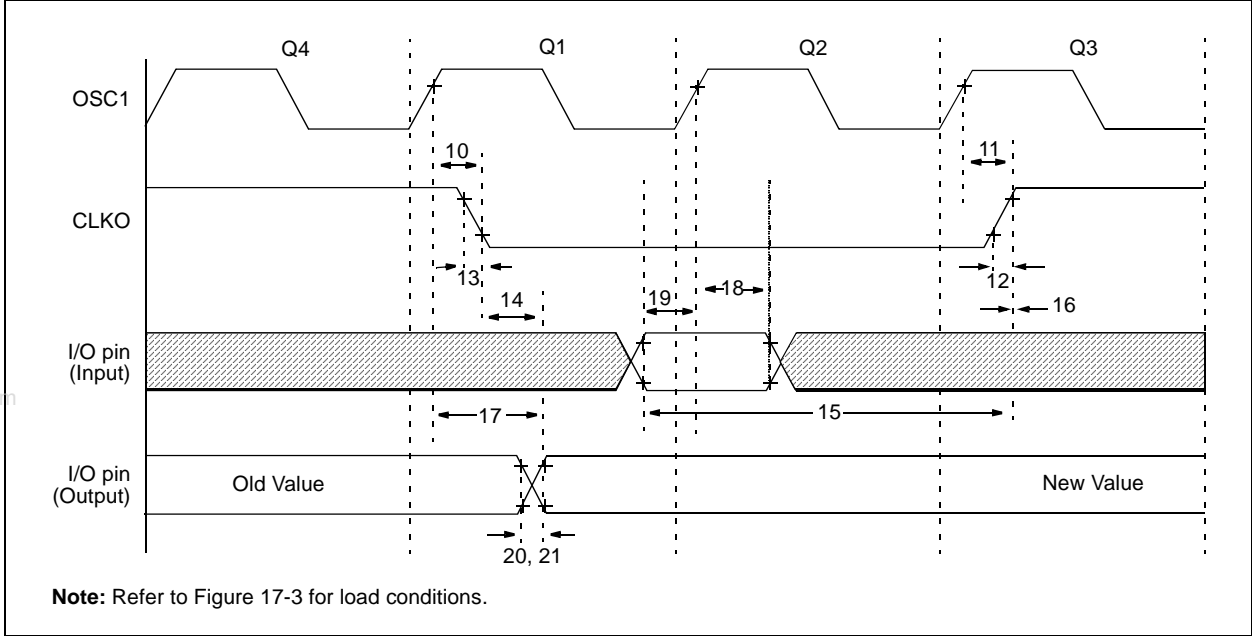 Q4 Q1 Q2 Q3
OSC1
10 11
CLKO
13 12
14 19 18 16
I/O pin
(Input)
17 15
I/O pin
(Output)
Old Value New Value
20, 21
Note: Refer to Figure 17-3 for load conditions.
m